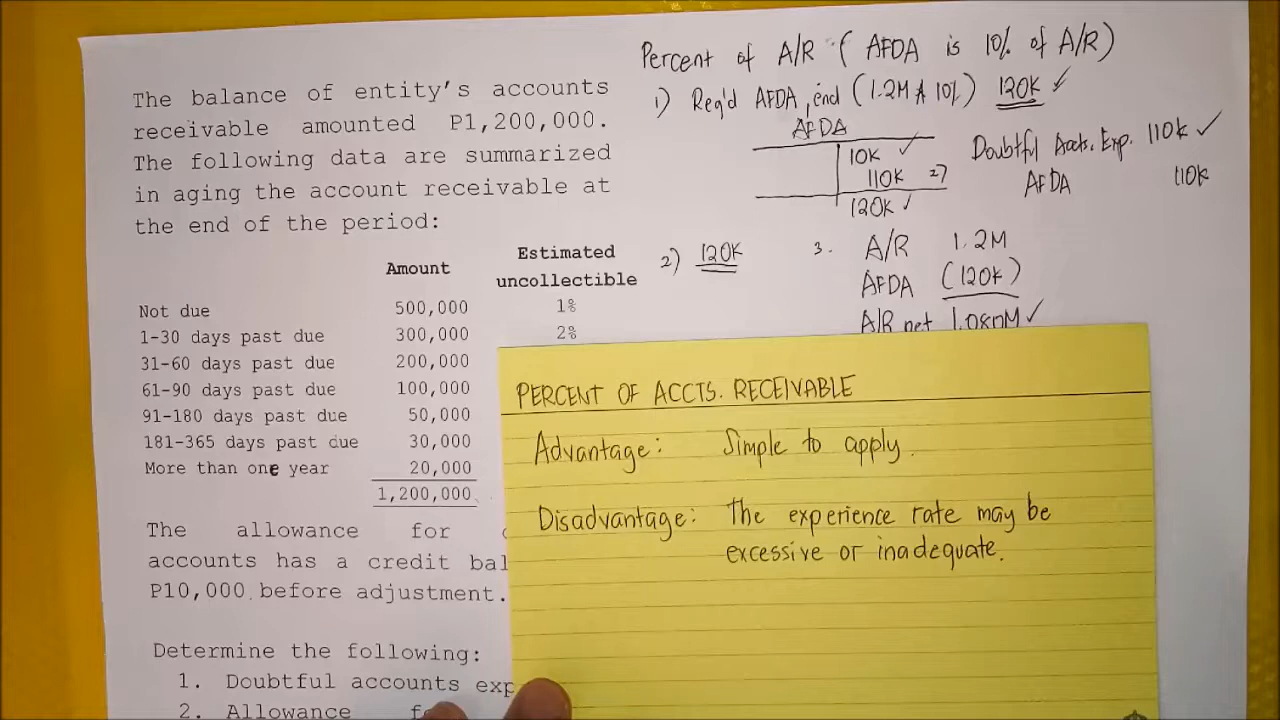 The balance of entity's accounts
receivable amounted P1,200,000.
The following data are summarized
in aging the account receivable at
the end of the period:
Amount Estimated uncollectible
Not due 500,000 1%
1-30 days past due 300,000 2%
31-60 days past due 200,000
61-90 days past due 100,000
91-180 days past due 50,000
181-365 days past due 30,000
More than one year 20,000
1,200,000
The allowance for
accounts has a credit bal
P10,000 before adjustment.
Determine the following:
1. Doubtful accounts exp
2. Allowance
Percent of A/R (AFDA is 10% of A/R)
1) Req'd AFDA, end (1.2M * 10%) 120K ✓
AFDA
10K ✓
110K 2?
120K ✓
Doubtful Accts. Exp. 110K ✓
AFDA 110K
2) 120K
3. A/R 1.2M
AFDA (120K)
A/R net 1.080M ✓
PERCENT OF ACCTS. RECEIVABLE
Advantage: Simple to apply.
Disadvantage: The experience rate may be
excessive or inadequate.